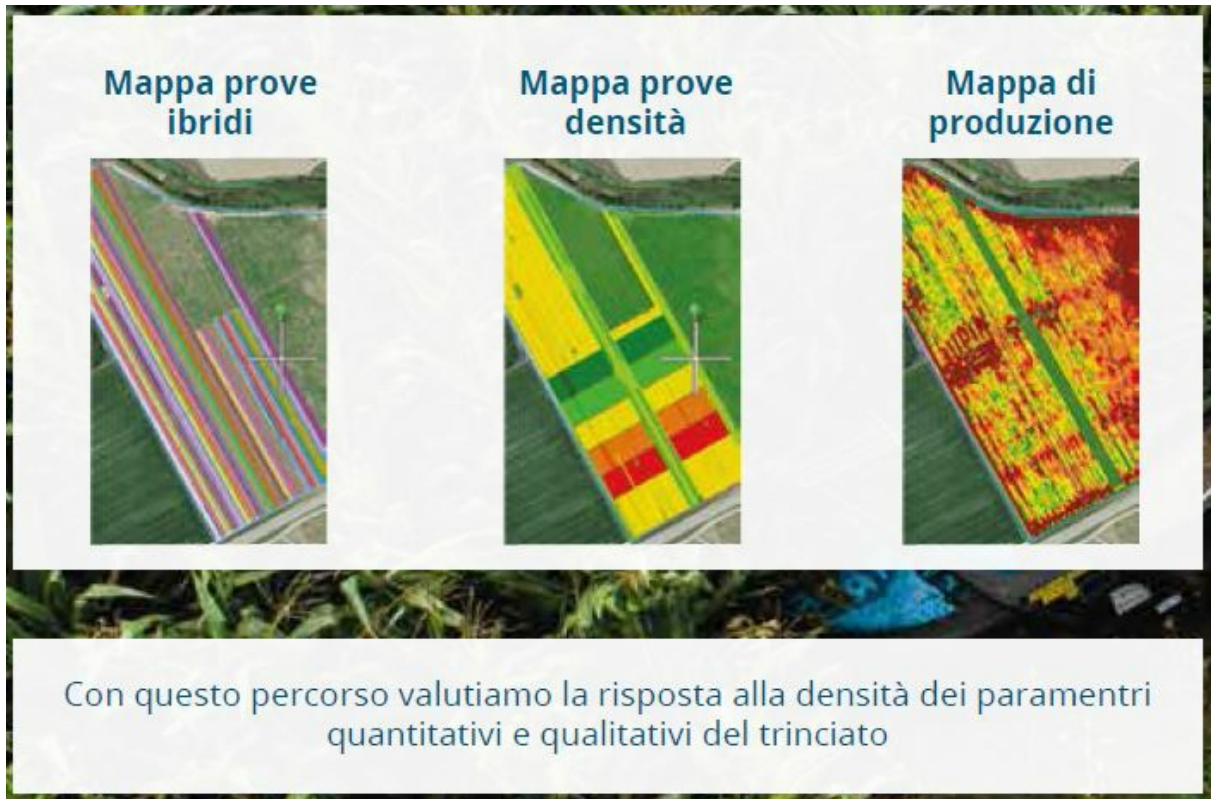 Mappa prove
ibridi
Mappa prove
densità
Mappa di
produzione
Con questo percorso valutiamo la risposta alla densità dei paramentri
quantitativi e qualitativi del trinciato